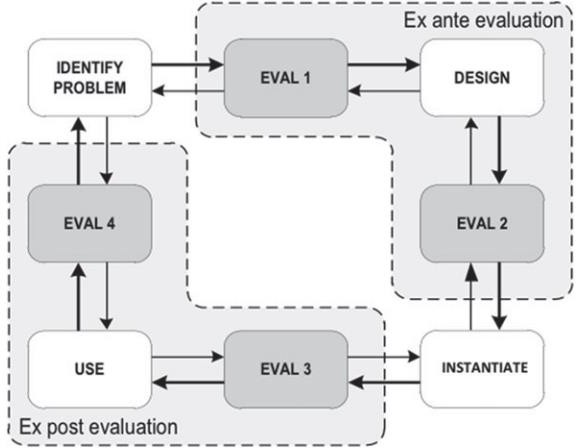 Ex ante evaluation
IDENTIFY
PROBLEM
EVAL 1
DESIGN
EVAL 4
EVAL 2
USE
EVAL 3
INSTANTIATE
Ex post evaluation